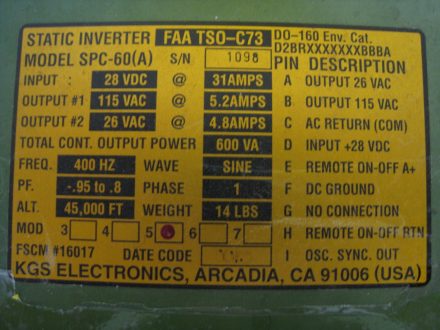 STATIC INVERTER FAA TSO-C73 DO-160 Env. Cat.
MODEL SPC-60(A) S/N 1098 D2BRXXXXXXXBBBA
PIN DESCRIPTION
INPUT : 28 VDC @ 31AMPS A OUTPUT 26 VAC
OUTPUT #1 115 VAC @ 5.2AMPS B OUTPUT 115 VAC
OUTPUT #2 26 VAC @ 4.8AMPS C AC RETURN (COM)
TOTAL CONT. OUTPUT POWER 600 VA D INPUT +28 VDC
FREQ. 400 HZ WAVE SINE E REMOTE ON-OFF A+
PF. -.95 to .8 PHASE 1 F DC GROUND
ALT. 45,000 FT WEIGHT 14 LBS G NO CONNECTION
MOD 3 4 5 6 7 H REMOTE ON-OFF RTN
FSCM #16017 DATE CODE I OSC. SYNC. OUT
KGS ELECTRONICS, ARCADIA, CA 91006 (USA)